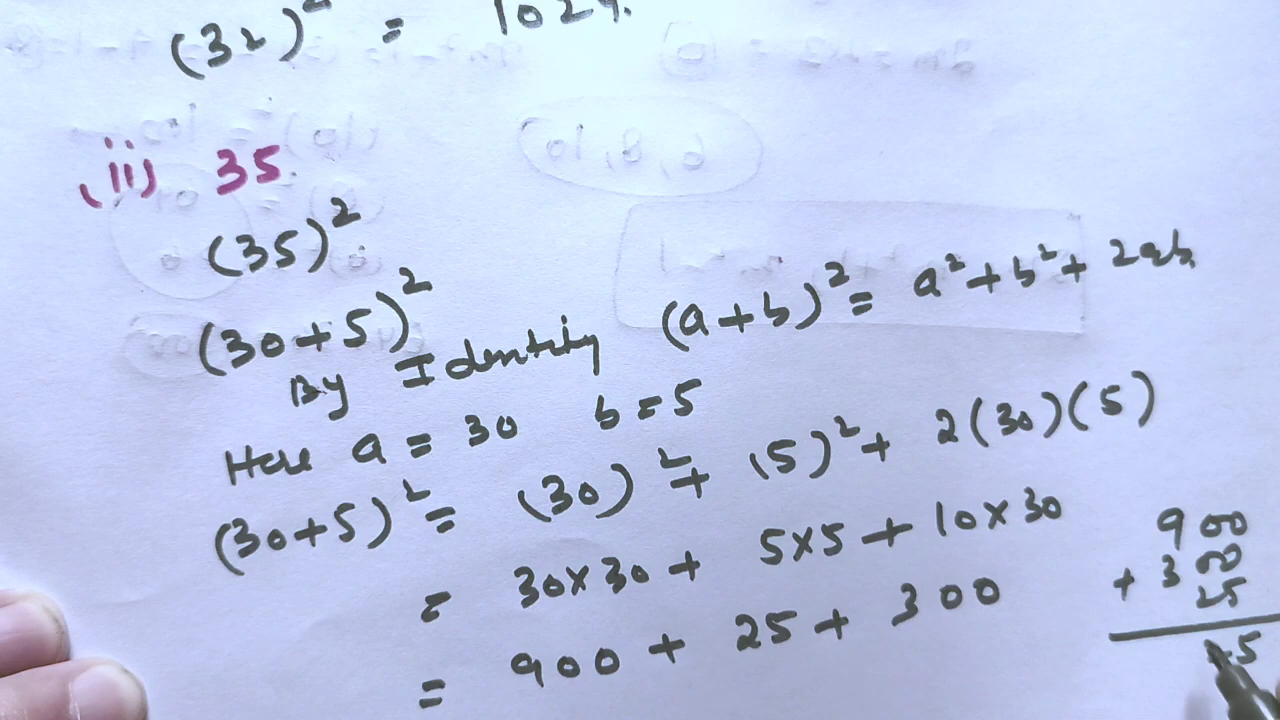 (32)² = 1024.
(ii) 35.
(35)².
(30+5)²
By Identity (a+b)² = a²+b²+ 2ab
Here a = 30 b=5
(30+5)² = (30)² + (5)² + 2(30)(5)
= 30×30 + 5×5 + 10×30
= 900 + 25 + 300
900
+ 300
25
25